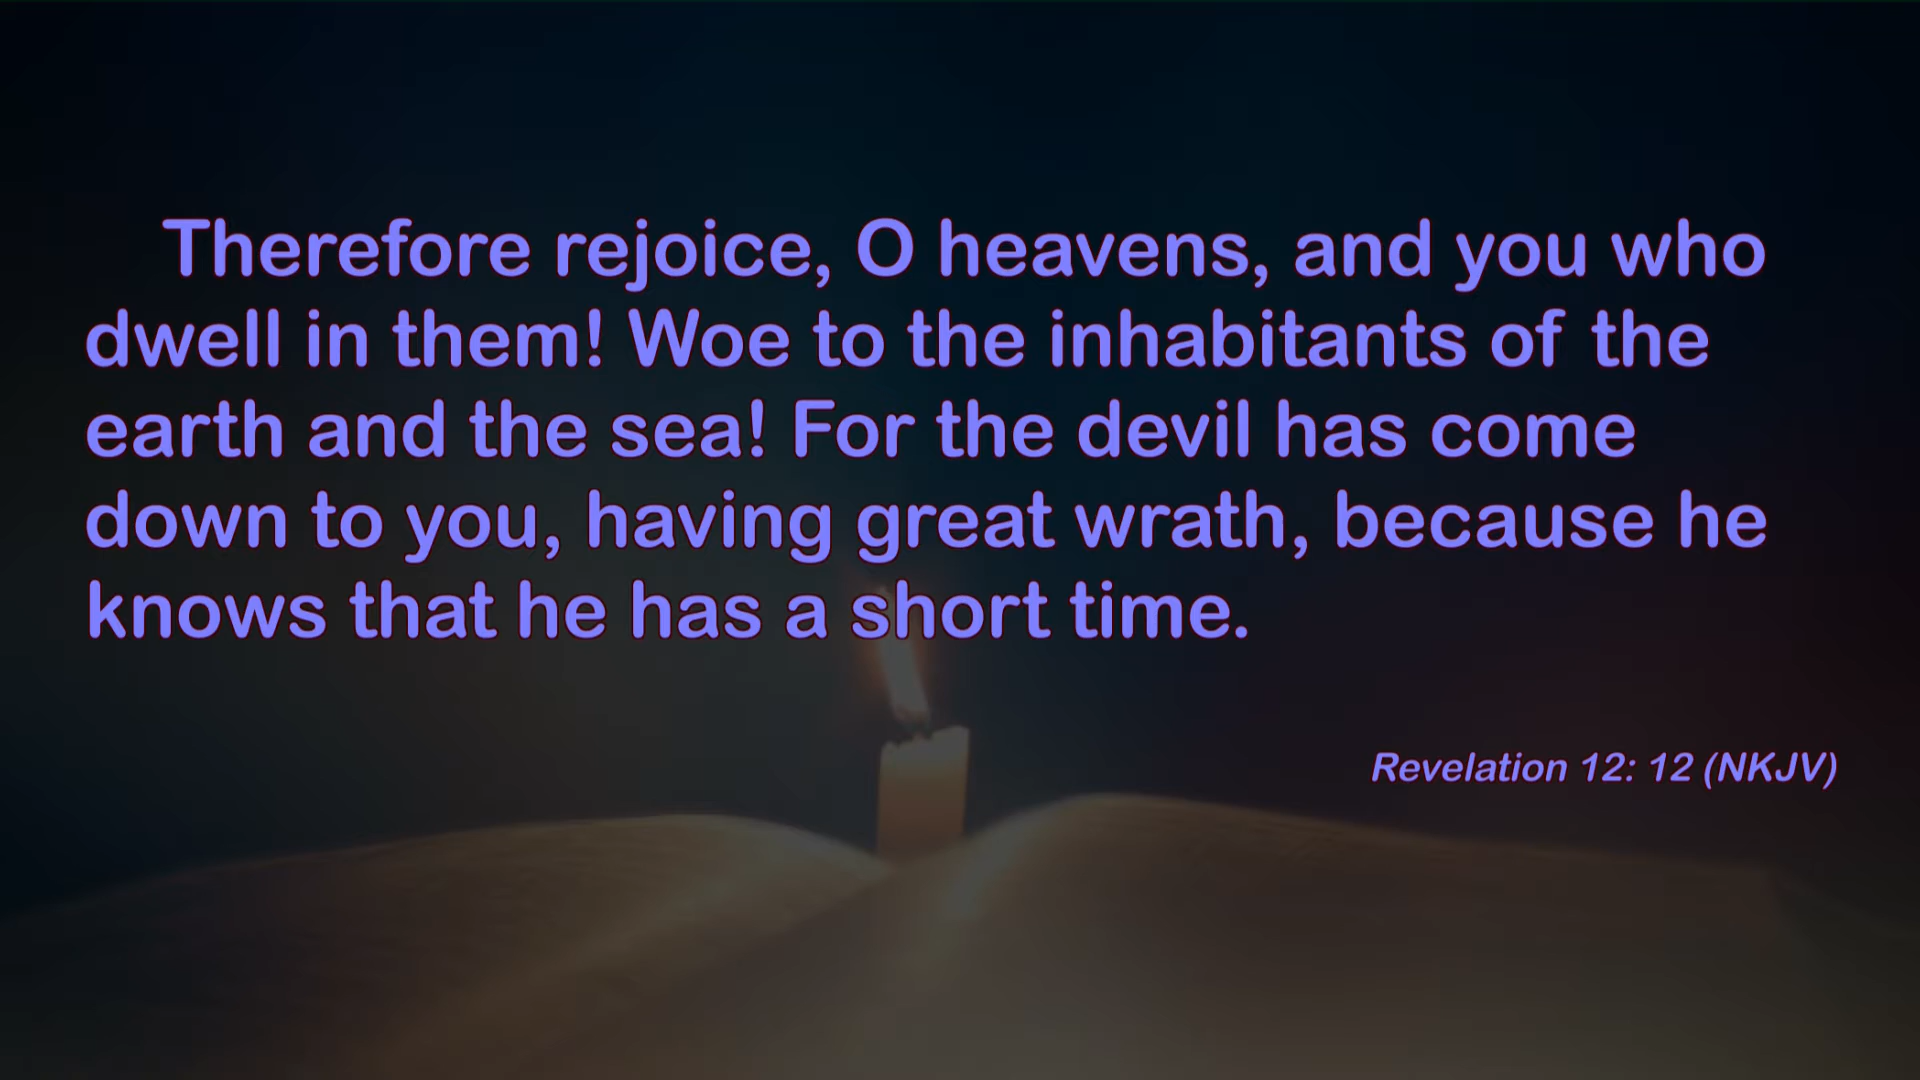 Therefore rejoice, O heavens, and you who
dwell in them! Woe to the inhabitants of the
earth and the sea! For the devil has come
down to you, having great wrath, because he
knows that he has a short time.
Revelation 12: 12 (NKJV)